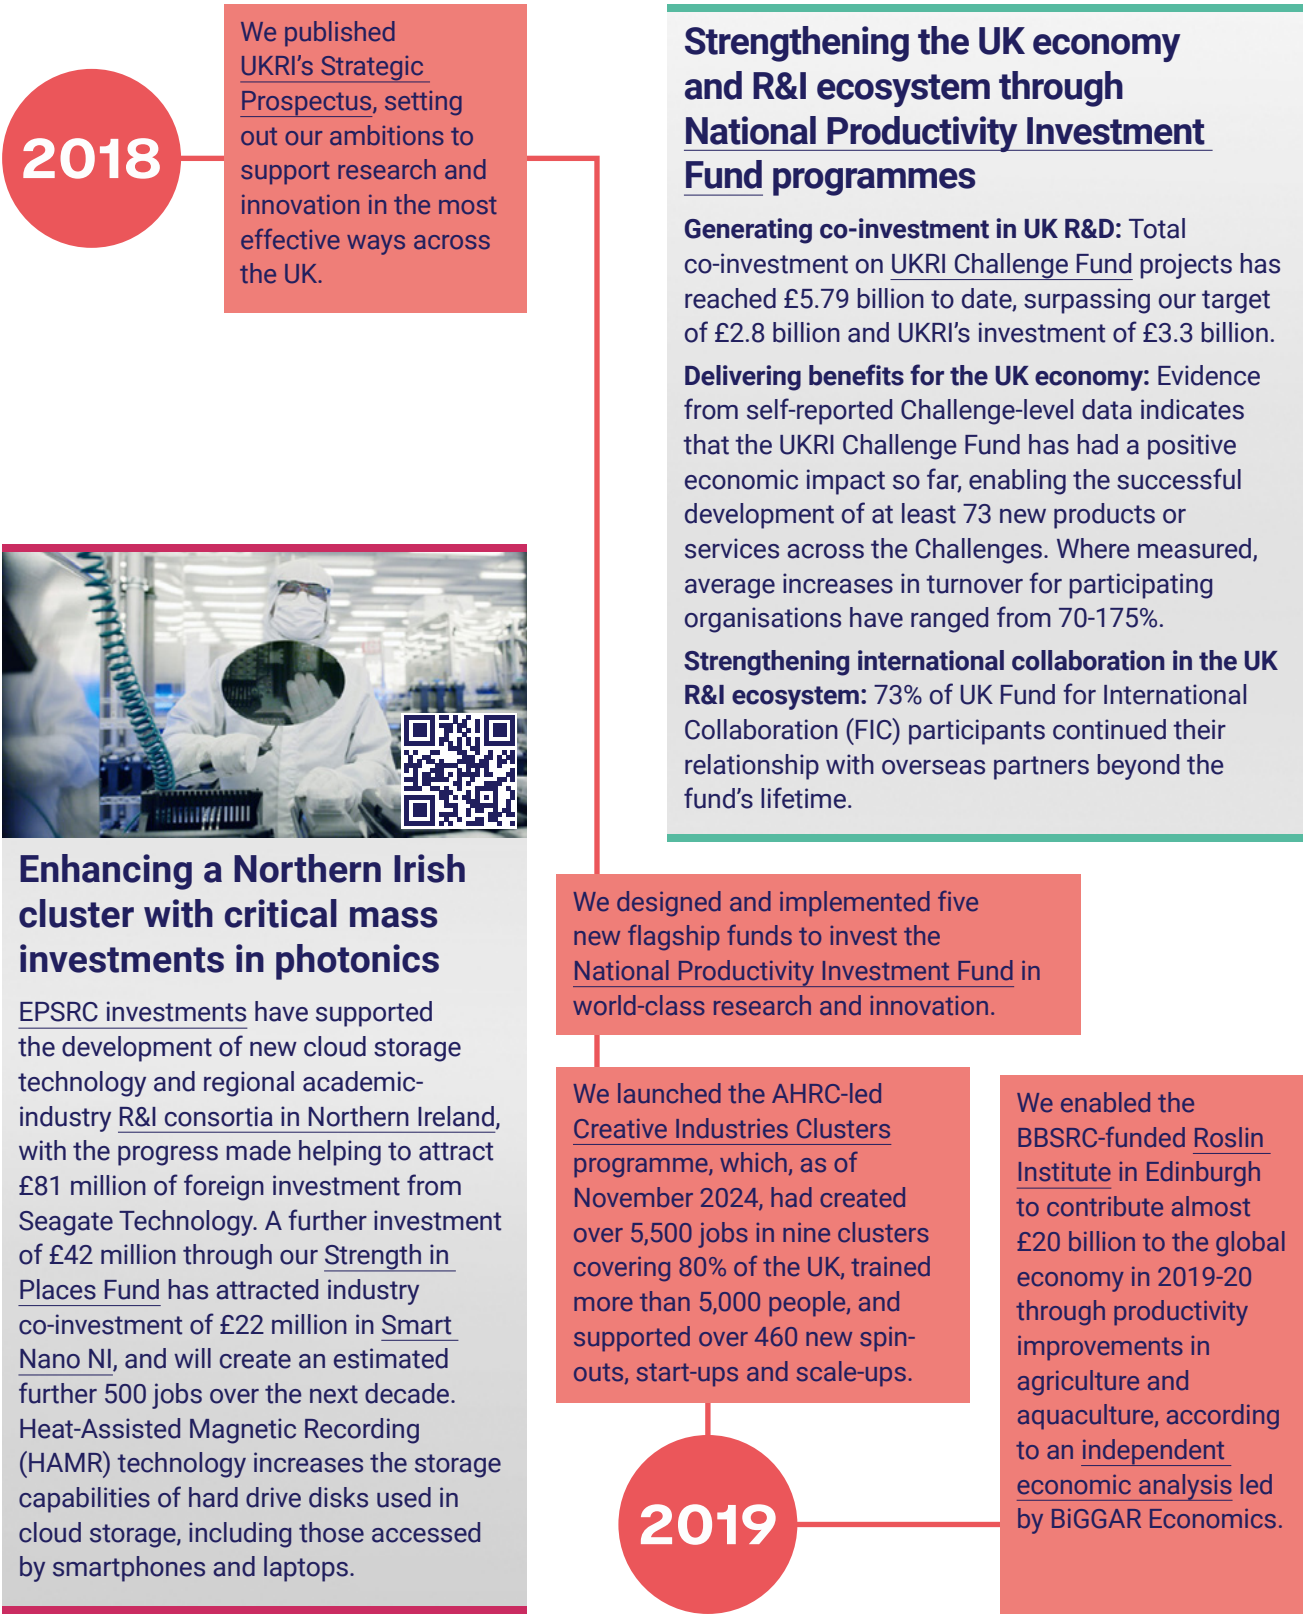 2018
We published
UKRI's Strategic
Prospectus, setting
out our ambitions to
support research and
innovation in the most
effective ways across
the UK.
Strengthening the UK economy
and R&I ecosystem through
National Productivity Investment
Fund programmes
Generating co-investment in UK R&D: Total
co-investment on UKRI Challenge Fund projects has
reached £5.79 billion to date, surpassing our target
of £2.8 billion and UKRI's investment of £3.3 billion.
Delivering benefits for the UK economy: Evidence
from self-reported Challenge-level data indicates
that the UKRI Challenge Fund has had a positive
economic impact so far, enabling the successful
development of at least 73 new products or
services across the Challenges. Where measured,
average increases in turnover for participating
organisations have ranged from 70-175%.
Strengthening international collaboration in the UK
R&I ecosystem: 73% of UK Fund for International
Collaboration (FIC) participants continued their
relationship with overseas partners beyond the
fund's lifetime.
Enhancing a Northern Irish
cluster with critical mass
investments in photonics
EPSRC investments have supported
the development of new cloud storage
technology and regional academic-
industry R&I consortia in Northern Ireland,
with the progress made helping to attract
£81 million of foreign investment from
Seagate Technology. A further investment
of £42 million through our Strength in
Places Fund has attracted industry
co-investment of £22 million in Smart
Nano NI, and will create an estimated
further 500 jobs over the next decade.
Heat-Assisted Magnetic Recording
(HAMR) technology increases the storage
capabilities of hard drive disks used in
cloud storage, including those accessed
by smartphones and laptops.
We designed and implemented five
new flagship funds to invest the
National Productivity Investment Fund in
world-class research and innovation.
We launched the AHRC-led
Creative Industries Clusters
programme, which, as of
November 2024, had created
over 5,500 jobs in nine clusters
covering 80% of the UK, trained
more than 5,000 people, and
supported over 460 new spin-
outs, start-ups and scale-ups.
2019
We enabled the
BBSRC-funded Roslin
Institute in Edinburgh
to contribute almost
£20 billion to the global
economy in 2019-20
through productivity
improvements in
agriculture and
aquaculture, according
to an independent
economic analysis led
by BiGGAR Economics.